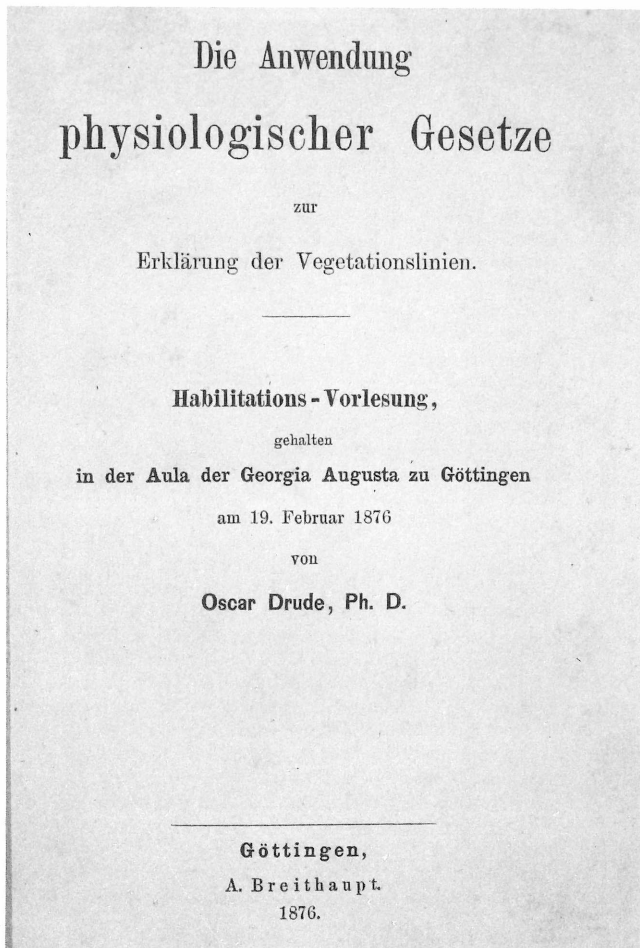 Die Anwendung
physiologischer Gesetze
zur
Erklärung der Vegetationslinien.
Habilitations-Vorlesung,
gehalten
in der Aula der Georgia Augusta zu Göttingen
am 19. Februar 1876
von
Oscar Drude, Ph. D.
Göttingen,
A. Breithaupt.
1876.